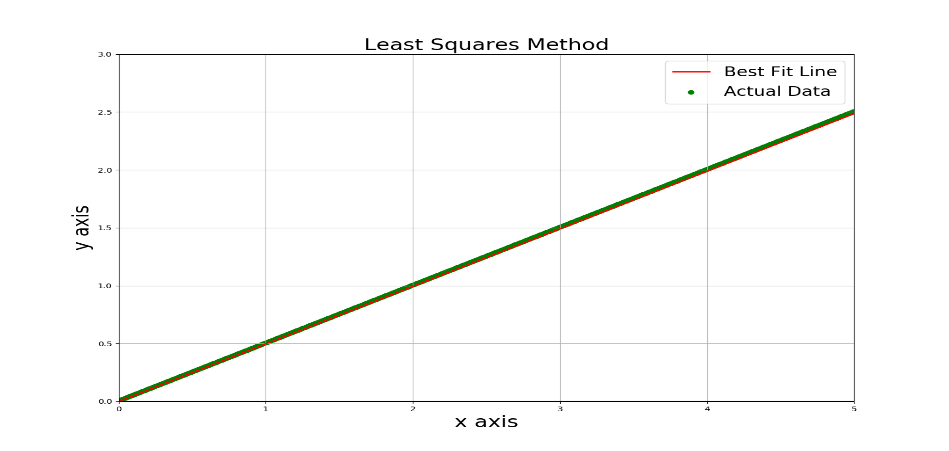 Least Squares Method
3.0
2.5
2.0
1.5
1.0
0.5
0.0
y axis
Best Fit Line
Actual Data
0 1 2 3 4 5
x axis